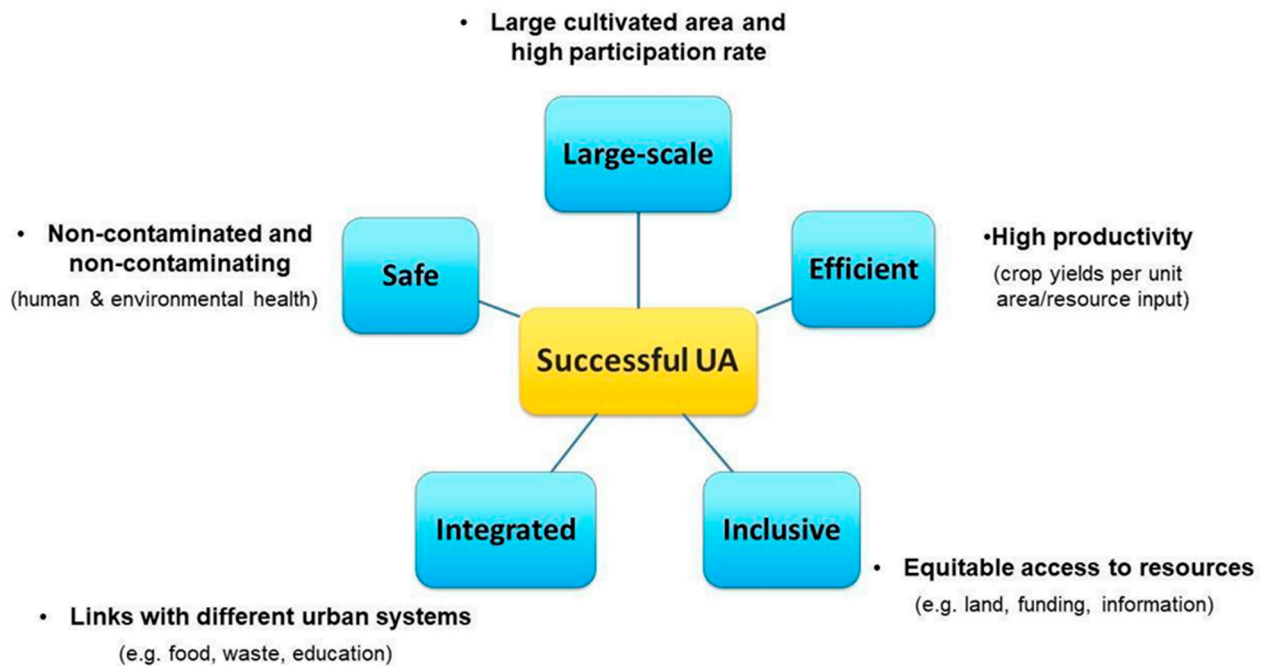 • Large cultivated area and
high participation rate
Large-scale
• Non-contaminated and
non-contaminating
(human & environmental health)
Safe
Efficient
•High productivity
(crop yields per unit
area/resource input)
Successful UA
Integrated
Inclusive
• Links with different urban systems
(e.g. food, waste, education)
• Equitable access to resources
(e.g. land, funding, information)